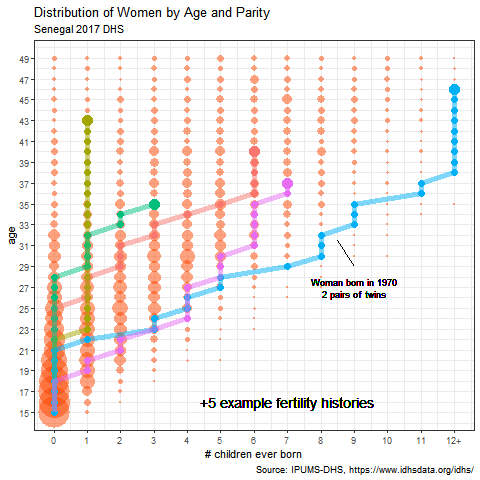 Distribution of Women by Age and Parity
Senegal 2017 DHS
49
47
45
43
41
39
37
35
33
31
29
27
25
23
21
19
17
15
age
Woman born in 1970
2 pairs of twins
+5 example fertility histories
0 1 2 3 4 5 6 7 8 9 10 11 12+
# children ever born
Source: IPUMS-DHS, https://www.idhsdata.org/idhs/